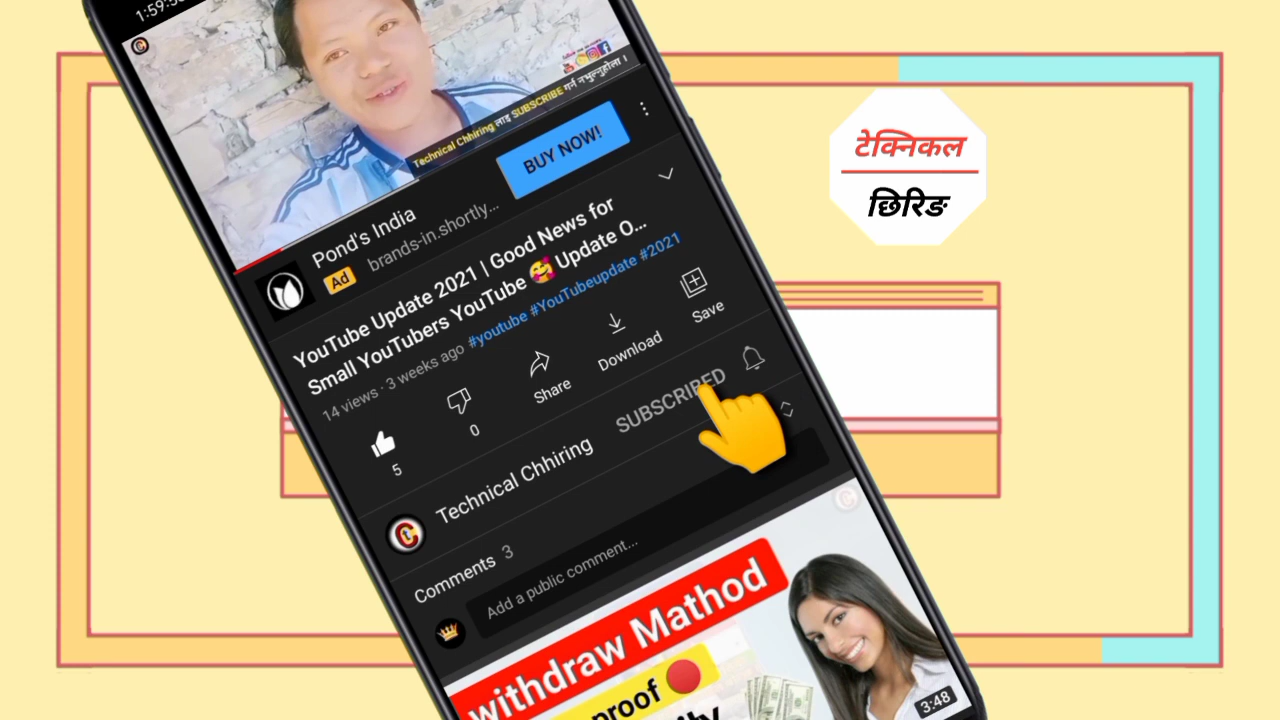 1:59:5
Technical Chhiring लाइ SUBSCRIBE गर्न नभुल्नुहोला ।
टेक्निकल
छिरिङ
BUY NOW!
Pond's India
Ad brands-in.shortly...
YouTube Update 2021 | Good News for
Small YouTubers YouTube 🥰 Update O...
14 views · 3 weeks ago #youtube #YouTubeupdate #2021
5
0
Share
Download
Save
Technical Chhiring
SUBSCRIBED
Comments 3
Add a public comment...
withdraw Mathod
proof 🔴
3:48